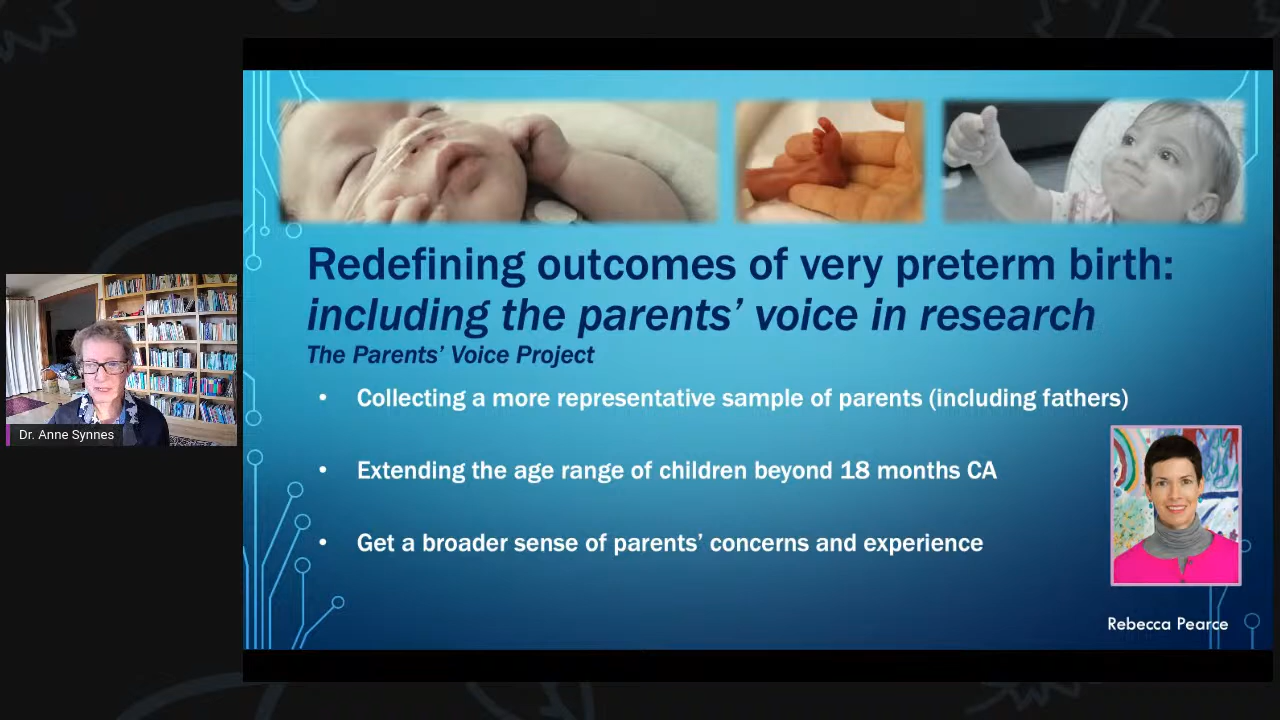 Redefining outcomes of very preterm birth:
including the parents’ voice in research
The Parents’ Voice Project
• Collecting a more representative sample of parents (including fathers)
• Extending the age range of children beyond 18 months CA
• Get a broader sense of parents’ concerns and experience
Rebecca Pearce
Dr. Anne Synnes